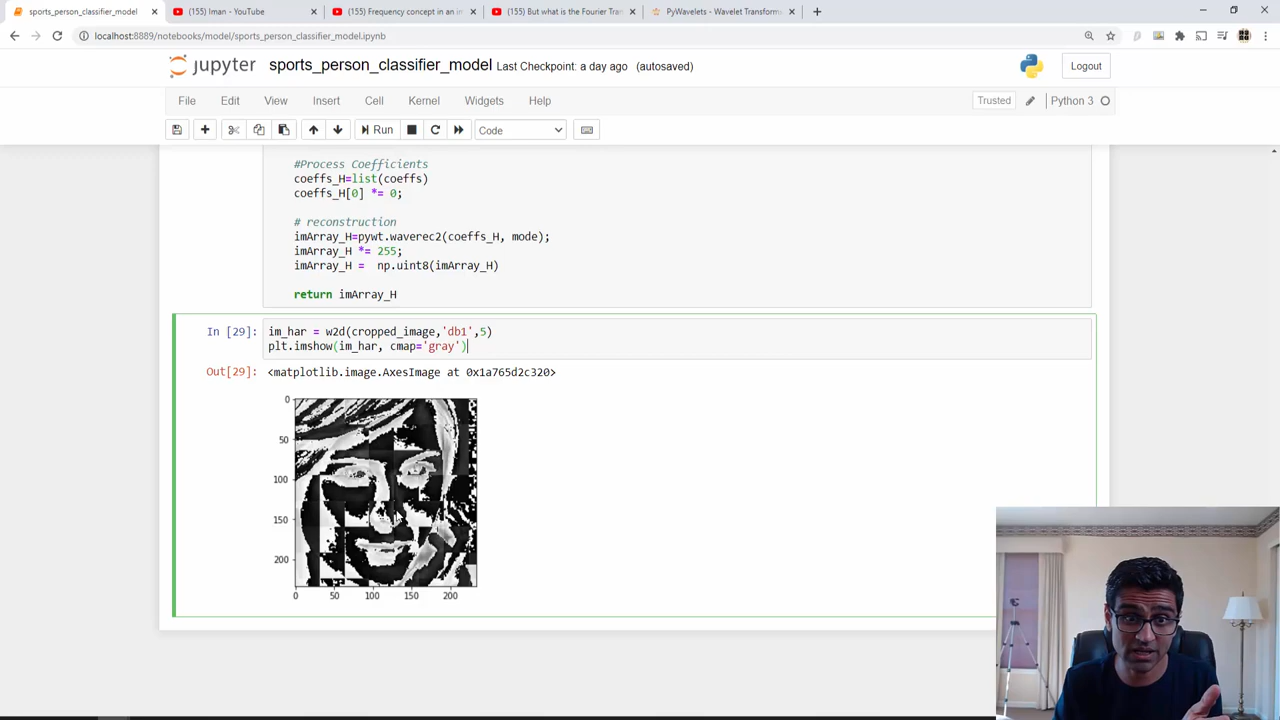 sports_person_classifier_model
(155) Iman - YouTube
(155) Frequency concept in an im
(155) But what is the Fourier Tran
PyWavelets - Wavelet Transform
localhost:8889/notebooks/model/sports_person_classifier_model.ipynb
jupyter sports_person_classifier_model Last Checkpoint: a day ago (autosaved)
Logout
File Edit View Insert Cell Kernel Widgets Help
Trusted Python 3
Run Code
#Process Coefficients
coeffs_H=list(coeffs)
coeffs_H[0] *= 0;
# reconstruction
imArray_H=pywt.waverec2(coeffs_H, mode);
imArray_H *= 255;
imArray_H = np.uint8(imArray_H)
return imArray_H
In [29]: im_har = w2d(cropped_image,'db1',5)
plt.imshow(im_har, cmap='gray')
Out[29]: <matplotlib.image.AxesImage at 0x1a765d2c320>
0
50
100
150
200
0 50 100 150 200